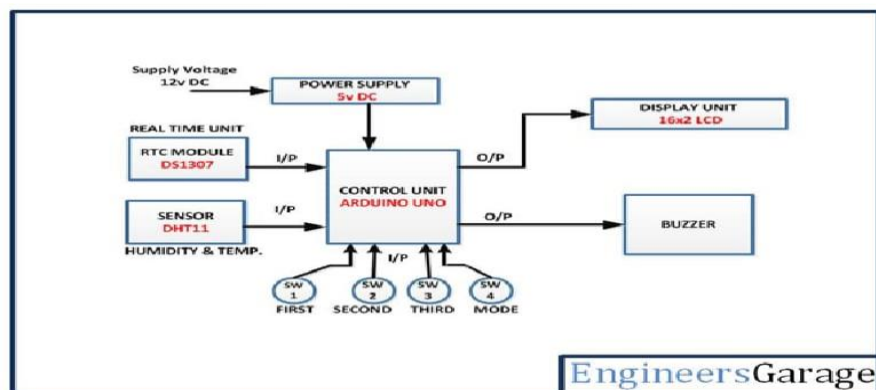 Supply Voltage
12v DC
POWER SUPPLY
5v DC
DISPLAY UNIT
16x2 LCD
REAL TIME UNIT
RTC MODULE
DS1307
I/P
O/P
CONTROL UNIT
ARDUINO UNO
SENSOR
DHT11
I/P
O/P
BUZZER
HUMIDITY & TEMP.
I/P
SW
1
SW
2
SW
3
SW
4
FIRST
SECOND
THIRD
MODE
EngineersGarage